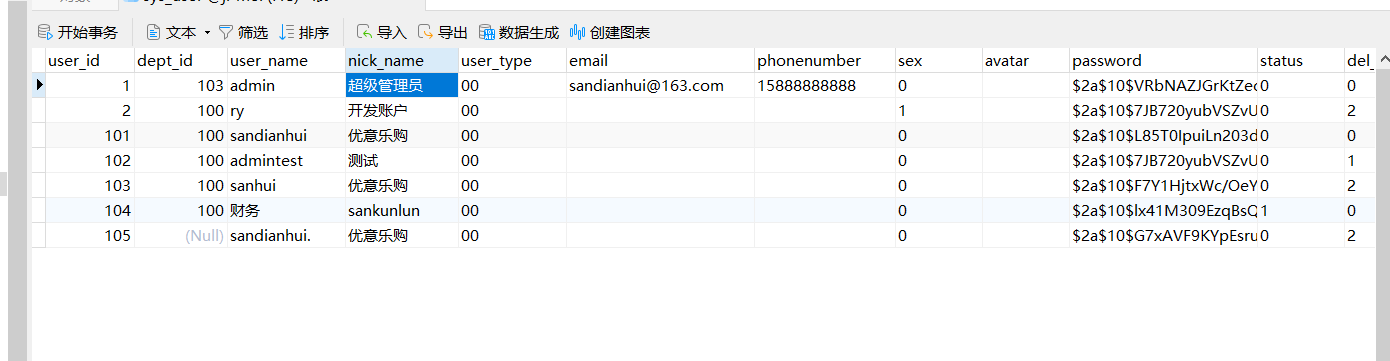 开始事务 文本 筛选 排序 导入 导出 数据生成 创建图表
user_id dept_id user_name nick_name user_type email phonenumber sex avatar password status del_
1 103 admin 超级管理员 00 sandianhui@163.com 15888888888 0 $2a$10$VRbNAZJGrKtZec 0 0
2 100 ry 开发账户 00 1 $2a$10$7JB720yubVSZvU 0 2
101 100 sandianhui 优意乐购 00 0 $2a$10$L85T0IpuiLn203d 0 0
102 100 admintest 测试 00 0 $2a$10$7JB720yubVSZvU 0 1
103 100 sanhui 优意乐购 00 0 $2a$10$F7Y1HjtxWc/OeY 0 2
104 100 财务 sankunlun 00 0 $2a$10$lx41M309EzqBsQ 1 0
105 (Null) sandianhui. 优意乐购 00 0 $2a$10$G7xAVF9KYpEsru 0 2